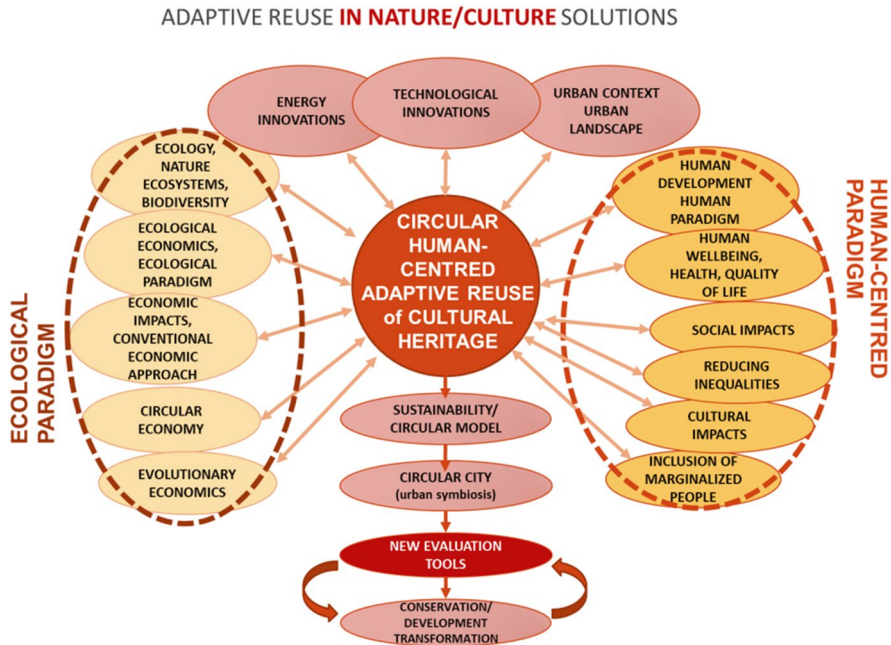 ADAPTIVE REUSE IN NATURE/CULTURE SOLUTIONS
ENERGY
INNOVATIONS
TECHNOLOGICAL
INNOVATIONS
URBAN CONTEXT
URBAN
LANDSCAPE
ECOLOGICAL
PARADIGM
ECOLOGY,
NATURE
ECOSYSTEMS,
BIODIVERSITY
ECOLOGICAL
ECONOMICS,
ECOLOGICAL
PARADIGM
ECONOMIC
IMPACTS,
CONVENTIONAL
ECONOMIC
APPROACH
CIRCULAR
ECONOMY
EVOLUTIONARY
ECONOMICS
CIRCULAR
HUMAN-
CENTRED
ADAPTIVE REUSE
of CULTURAL
HERITAGE
SUSTAINABILITY/
CIRCULAR MODEL
CIRCULAR CITY
(urban symbiosis)
NEW EVALUATION
TOOLS
CONSERVATION/
DEVELOPMENT
TRANSFORMATION
HUMAN
DEVELOPMENT
HUMAN
PARADIGM
HUMAN
WELLBEING,
HEALTH, QUALITY
OF LIFE
SOCIAL IMPACTS
REDUCING
INEQUALITIES
CULTURAL
IMPACTS
INCLUSION OF
MARGINALIZED
PEOPLE
HUMAN-CENTRED
PARADIGM